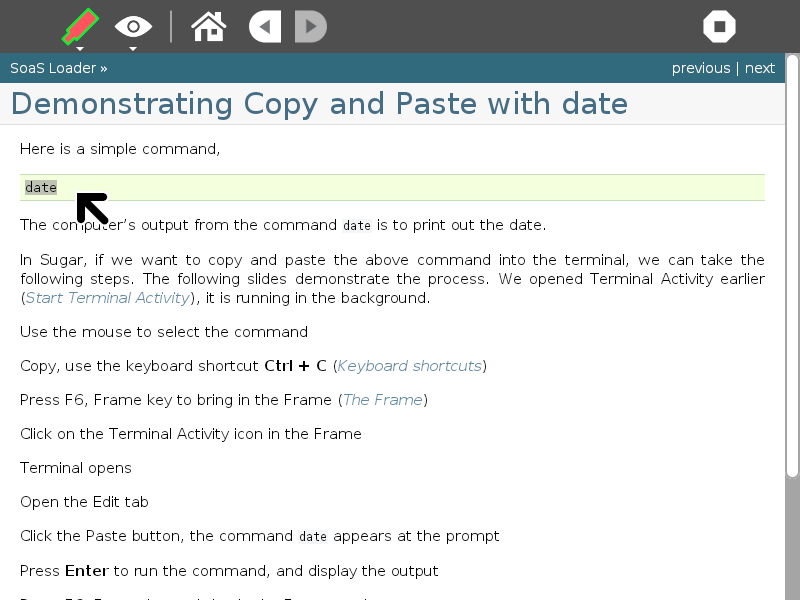 SoaS Loader »
previous | next
Demonstrating Copy and Paste with date
Here is a simple command,
date
The computer's output from the command date is to print out the date.
In Sugar, if we want to copy and paste the above command into the terminal, we can take the
following steps. The following slides demonstrate the process. We opened Terminal Activity earlier
(Start Terminal Activity), it is running in the background.
Use the mouse to select the command
Copy, use the keyboard shortcut Ctrl + C (Keyboard shortcuts)
Press F6, Frame key to bring in the Frame (The Frame)
Click on the Terminal Activity icon in the Frame
Terminal opens
Open the Edit tab
Click the Paste button, the command date appears at the prompt
Press Enter to run the command, and display the output